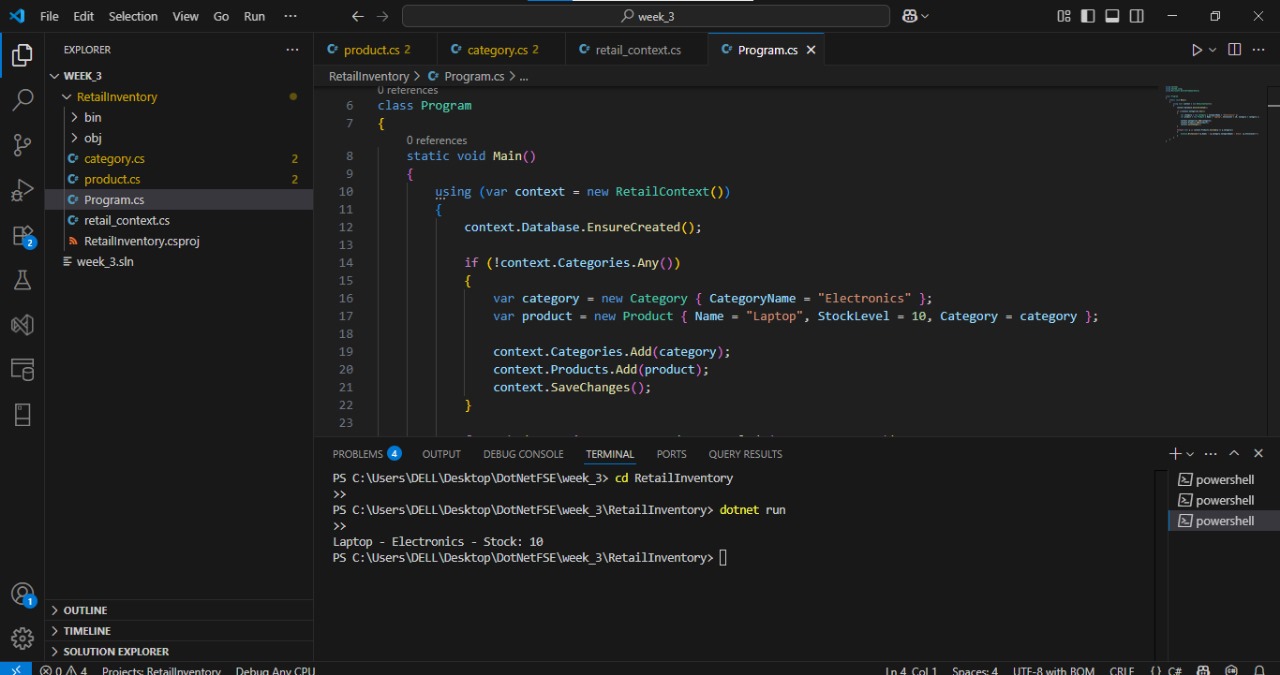 File Edit Selection View Go Run ···
week_3
EXPLORER
WEEK_3
RetailInventory
bin
obj
category.cs 2
product.cs 2
Program.cs
retail_context.cs
RetailInventory.csproj
week_3.sln
OUTLINE
TIMELINE
SOLUTION EXPLORER
2
1
product.cs 2 category.cs 2 retail_context.cs Program.cs
RetailInventory > Program.cs > ...
0 references
6 class Program
7 {
0 references
8 static void Main()
9 {
10 using (var context = new RetailContext())
11 {
12 context.Database.EnsureCreated();
13
14 if (!context.Categories.Any())
15 {
16 var category = new Category { CategoryName = "Electronics" };
17 var product = new Product { Name = "Laptop", StockLevel = 10, Category = category };
18
19 context.Categories.Add(category);
20 context.Products.Add(product);
21 context.SaveChanges();
22 }
23
PROBLEMS 4 OUTPUT DEBUG CONSOLE TERMINAL PORTS QUERY RESULTS
PS C:\Users\DELL\Desktop\DotNetFSE\week_3> cd RetailInventory
>>
PS C:\Users\DELL\Desktop\DotNetFSE\week_3\RetailInventory> dotnet run
>>
Laptop - Electronics - Stock: 10
PS C:\Users\DELL\Desktop\DotNetFSE\week_3\RetailInventory>
powershell
powershell
powershell
0 4 Projects: RetailInventory Debug Any CPU Ln 4, Col 1 Spaces: 4 UTF-8 with BOM CRLF {} C#